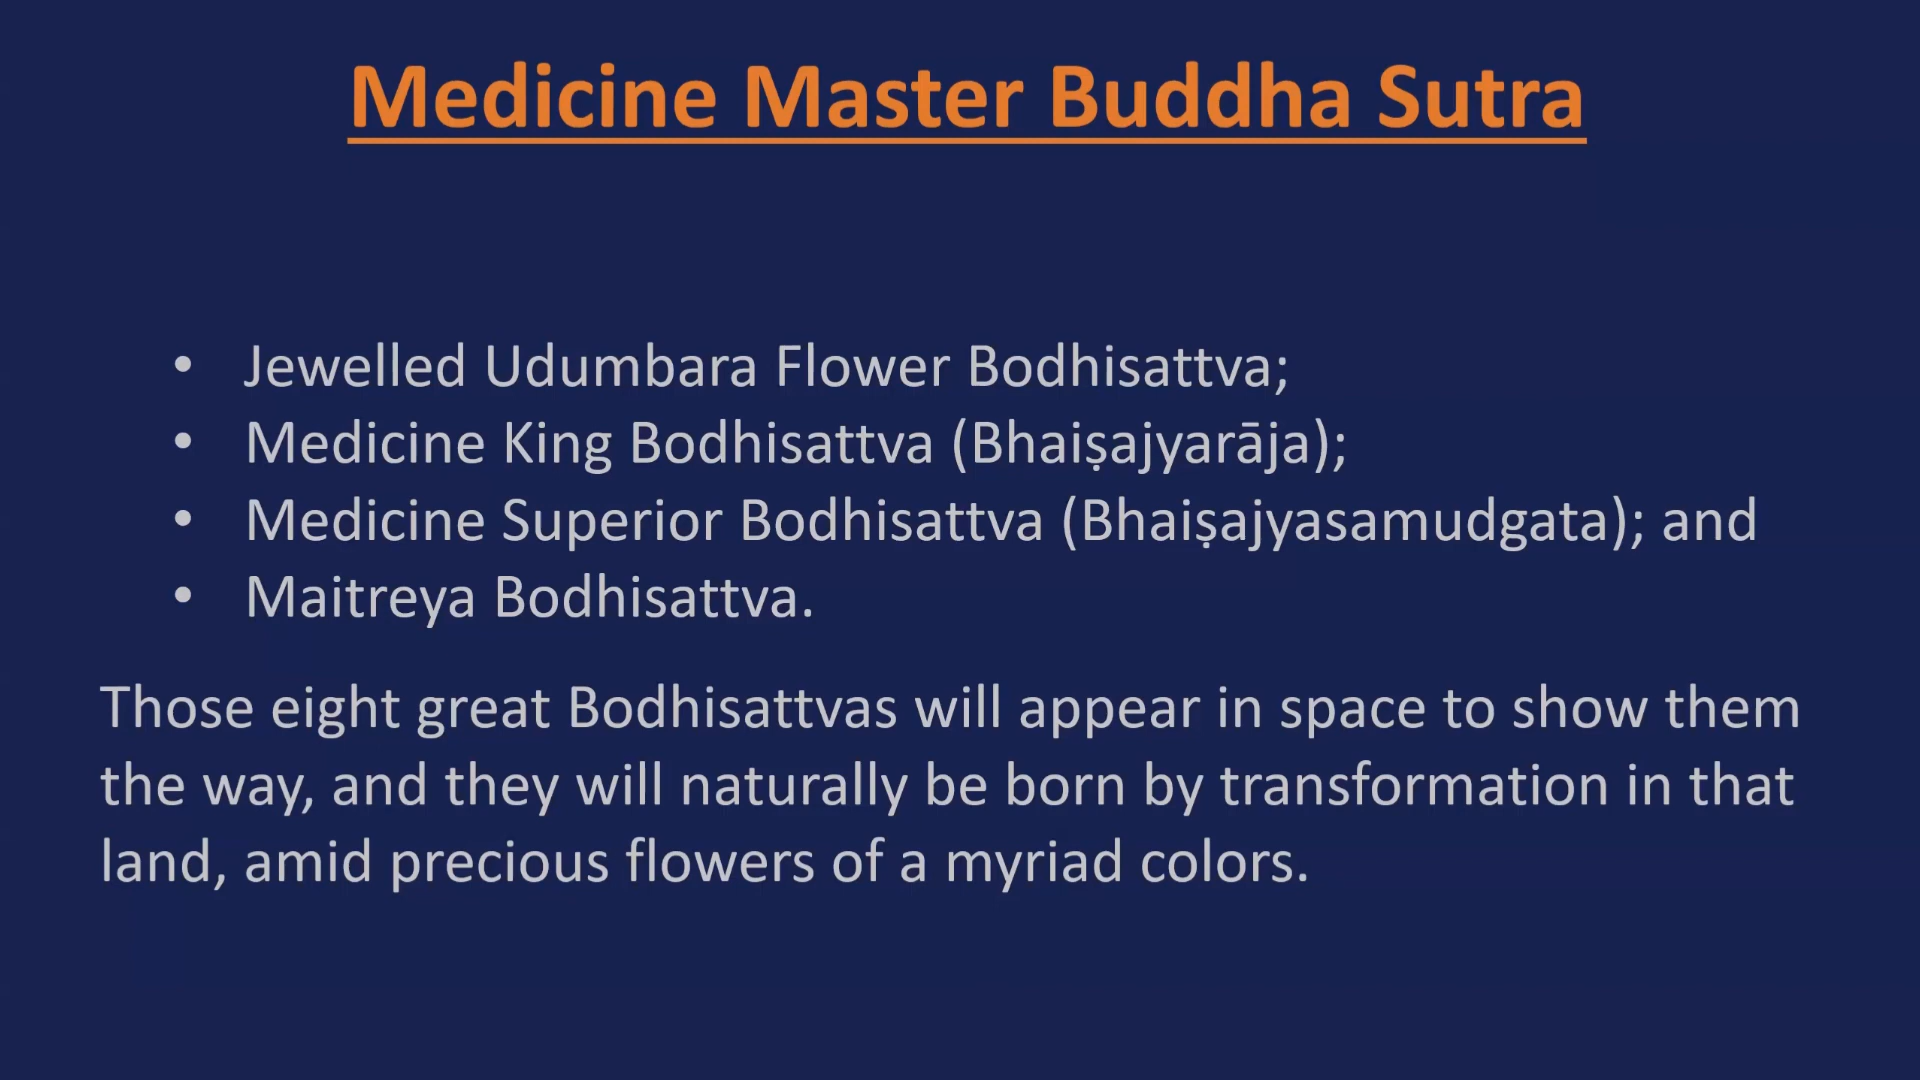 Medicine Master Buddha Sutra
• Jewelled Udumbara Flower Bodhisattva;
• Medicine King Bodhisattva (Bhaiṣajyarāja);
• Medicine Superior Bodhisattva (Bhaiṣajyasamudgata); and
• Maitreya Bodhisattva.
Those eight great Bodhisattvas will appear in space to show them
the way, and they will naturally be born by transformation in that
land, amid precious flowers of a myriad colors.